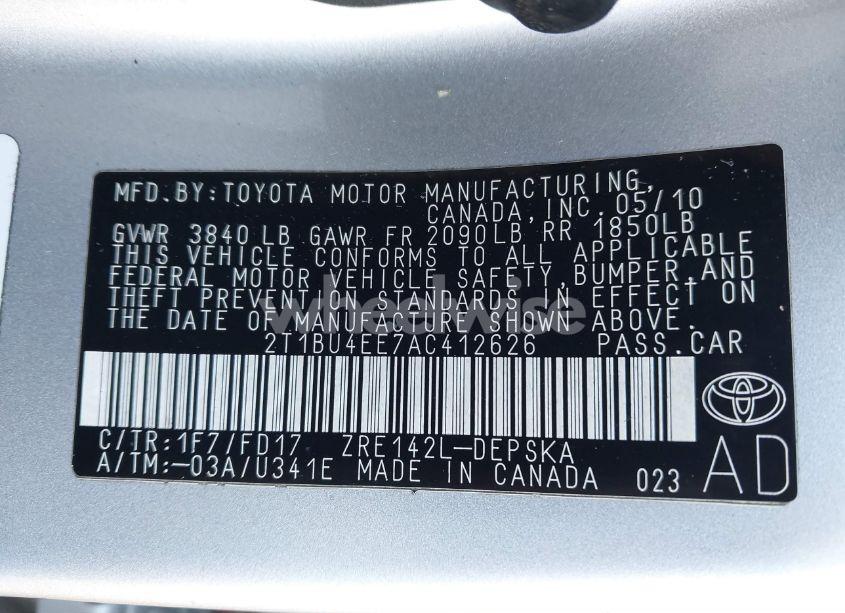 MFD.BY:TOYOTA MOTOR MANUFACTURING,
CANADA,INC. 05/10
GVWR 3840 LB GAWR FR 2090LB RR 1850LB
THIS VEHICLE CONFORMS TO ALL APPLICABLE
FEDERAL MOTOR VEHICLE SAFETY,BUMPER,AND
THEFT PREVENTION STANDARDS IN EFFECT ON
THE DATE OF MANUFACTURE SHOWN ABOVE.
wheelwise
2T1BU4EE7AC412626 PASS.CAR
C/TR:1F7/FD17 ZRE142L-DEPSKA
A/TM:-03A/U341E MADE IN CANADA 023
AD